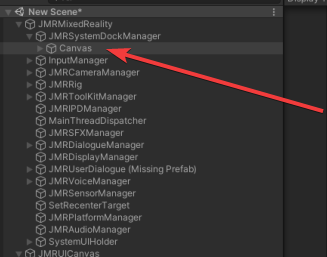 Display
New Scene*
JMRMixedReality
JMRSystemDockManager
Canvas
InputManager
JMRCameraManager
JMRRig
JMRToolKitManager
JMRIPDManager
MainThreadDispatcher
JMRSFXManager
JMRDialogueManager
JMRDisplayManager
JMRUserDialogue (Missing Prefab)
JMRVoiceManager
JMRSensorManager
SetRecenterTarget
JMRPlatformManager
JMRAudioManager
SystemUIHolder
JMRUICanvas